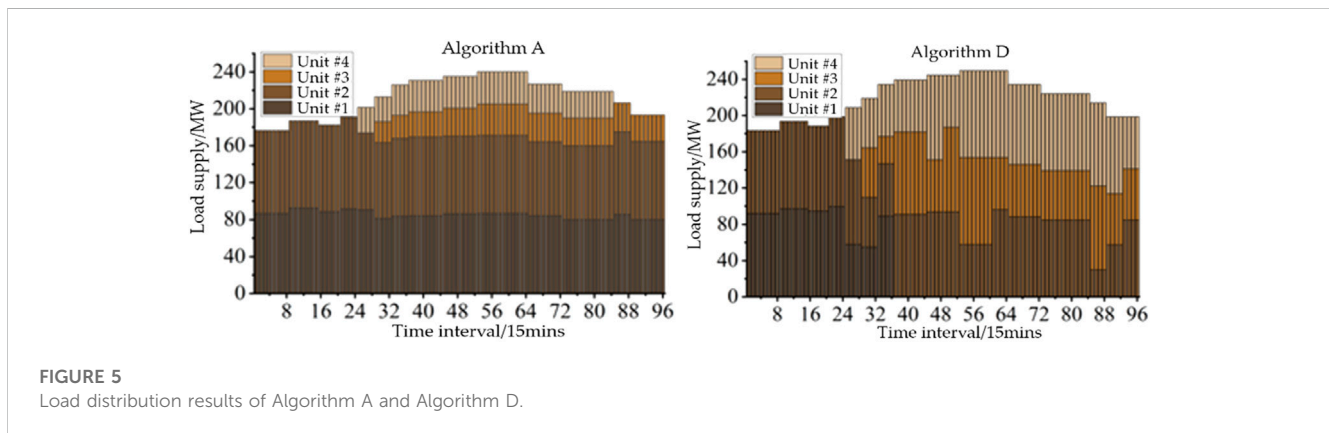 Algorithm A
Unit #4
Unit #3
Unit #2
Unit #1
Load supply/MW
240
200
160
120
80
40
0
8 16 24 32 40 48 56 64 72 80 88 96
Time interval/15mins
Algorithm D
Unit #4
Unit #3
Unit #2
Unit #1
Load supply/MW
240
200
160
120
80
40
0
8 16 24 32 40 48 56 64 72 80 88 96
Time interval/15mins
FIGURE 5
Load distribution results of Algorithm A and Algorithm D.